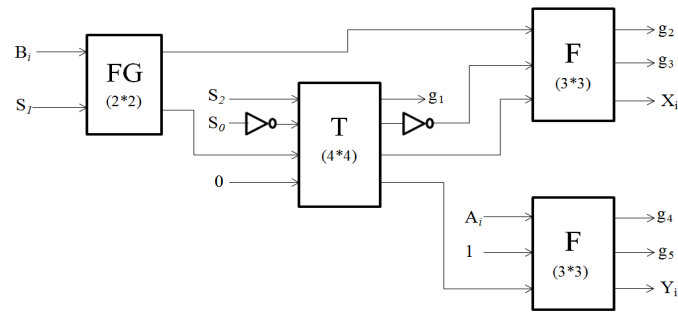 Bi
S1
FG
(2*2)
S2
S0
0
T
(4*4)
g1
F
(3*3)
g2
g3
Xi
Ai
1
F
(3*3)
g4
g5
Yi